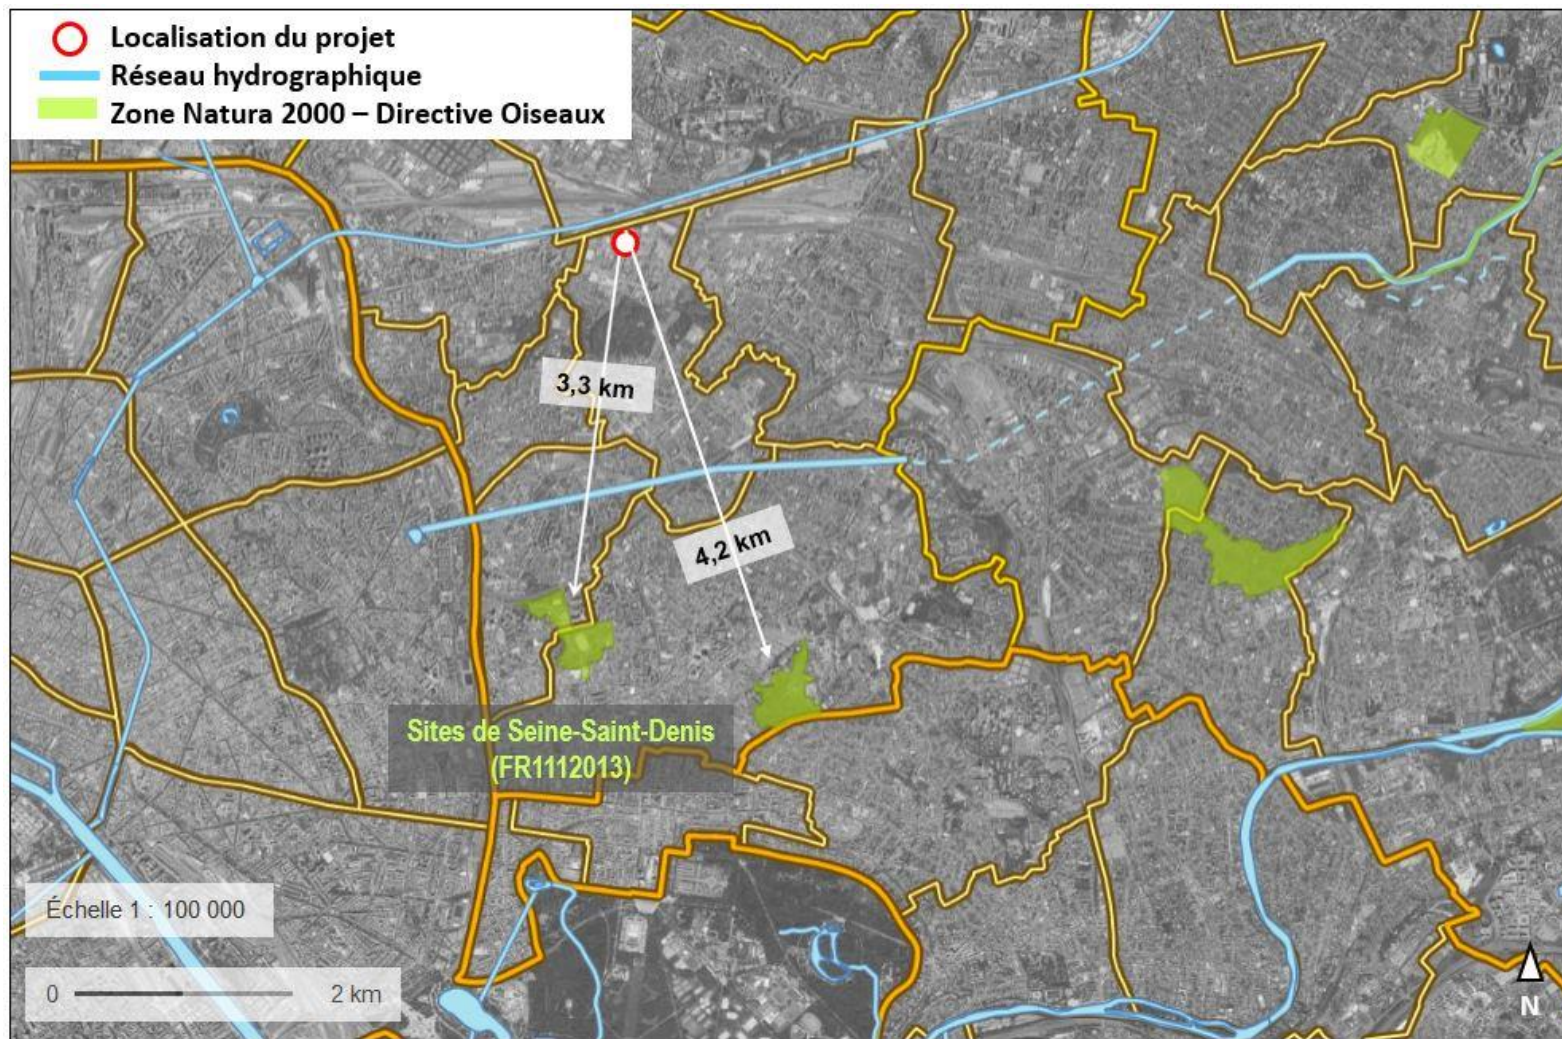 Localisation du projet
Réseau hydrographique
Zone Natura 2000 – Directive Oiseaux
3,3 km
4,2 km
Sites de Seine-Saint-Denis
(FR1112013)
Échelle 1 : 100 000
0 2 km
N